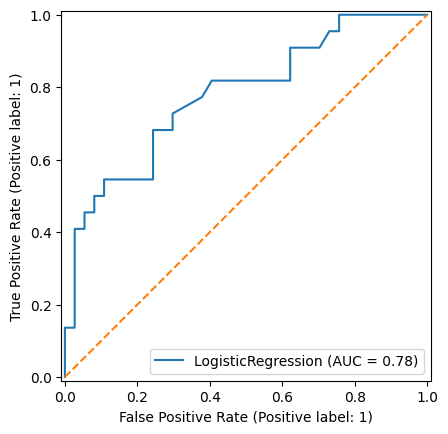 1.0
0.8
0.6
0.4
0.2
0.0
True Positive Rate (Positive label: 1)
LogisticRegression (AUC = 0.78)
0.0 0.2 0.4 0.6 0.8 1.0
False Positive Rate (Positive label: 1)